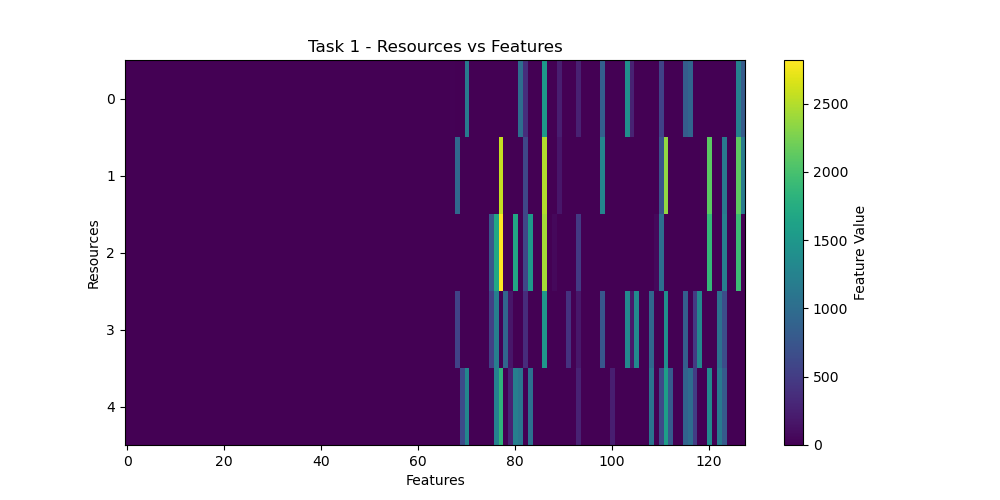 Task 1 - Resources vs Features
0
1
2
3
4
Resources
0 20 40 60 80 100 120
Features
2500
2000
1500
1000
500
0
Feature Value